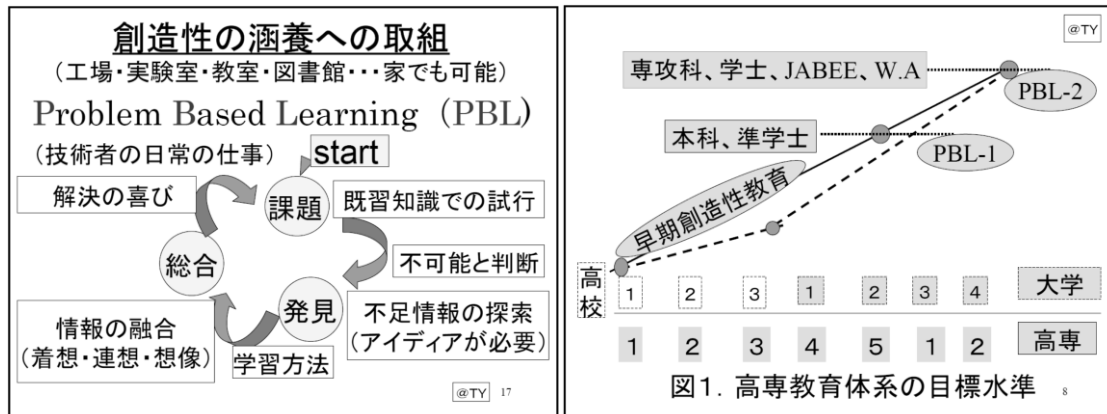 創造性の涵養への取組
(工場・実験室・教室・図書館・・・家でも可能)
Problem Based Learning (PBL)
(技術者の日常の仕事)
start
解決の喜び
課題
既習知識での試行
不可能と判断
総合
発見
不足情報の探索
(アイディアが必要)
情報の融合
(着想・連想・想像)
学習方法
@TY
17
@TY
専攻科、学士、JABEE、W.A
PBL-2
本科、準学士
PBL-1
早期創造性教育
高校
1 2 3 1 2 3 4
大学
1 2 3 4 5 1 2
高専
図1. 高専教育体系の目標水準
8